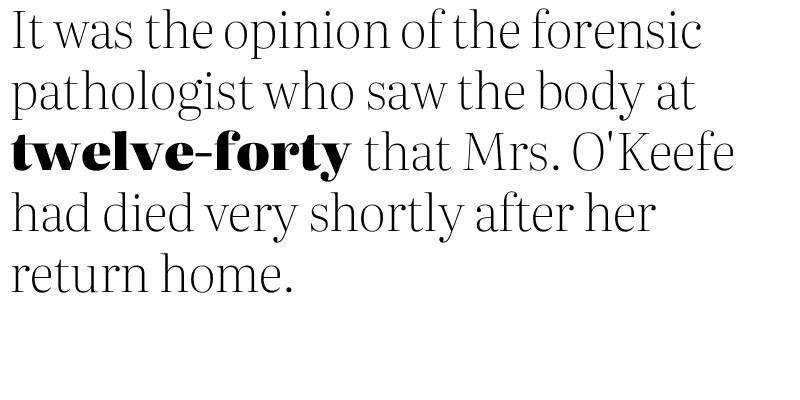 It was the opinion of the forensic
pathologist who saw the body at
twelve-forty that Mrs. O'Keefe
had died very shortly after her
return home.